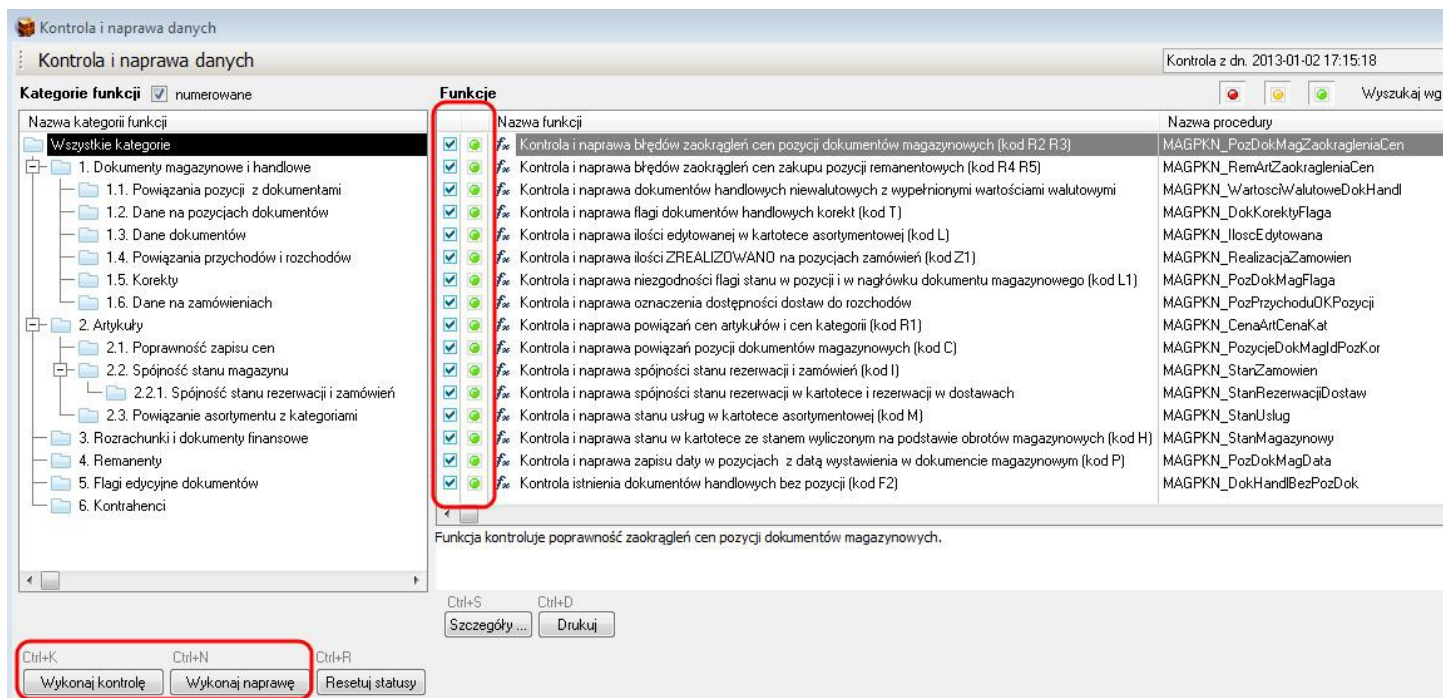 Kontrola i naprawa danych
Kontrola i naprawa danych
Kontrola z dn. 2013-01-02 17:15:18
Kategorie funkcji numerowane
Funkcje
Wyszukaj wg
Nazwa kategorii funkcji
Wszystkie kategorie
1. Dokumenty magazynowe i handlowe
1.1. Powiązania pozycji z dokumentami
1.2. Dane na pozycjach dokumentów
1.3. Dane dokumentów
1.4. Powiązania przychodów i rozchodów
1.5. Korekty
1.6. Dane na zamówieniach
2. Artykuły
2.1. Poprawność zapisu cen
2.2. Spójność stanu magazynu
2.2.1. Spójność stanu rezerwacji i zamówień
2.3. Powiązanie asortymentu z kategoriami
3. Rozrachunki i dokumenty finansowe
4. Remanenty
5. Flagi edycyjne dokumentów
6. Kontrahenci
Nazwa funkcji Nazwa procedury
Kontrola i naprawa błędów zaokrągleń cen pozycji dokumentów magazynowych (kod R2 R3) MAGPKN_PozDokMagZaokragleniaCen
Kontrola i naprawa błędów zaokrągleń cen zakupu pozycji remanentowych (kod R4 R5) MAGPKN_RemArtZaokragleniaCen
Kontrola i naprawa dokumentów handlowych niewalutowych z wypełnionymi wartościami walutowymi MAGPKN_WartosciWalutoweDokHandl
Kontrola i naprawa flagi dokumentów handlowych korekt (kod T) MAGPKN_DokKorektyFlaga
Kontrola i naprawa ilości edytowanej w kartotece asortymentowej (kod L) MAGPKN_IloscEdytowana
Kontrola i naprawa ilości ZREALIZOWANO na pozycjach zamówień (kod Z1) MAGPKN_RealizacjaZamowien
Kontrola i naprawa niezgodności flagi stanu w pozycji i w nagłówku dokumentu magazynowego (kod L1) MAGPKN_PozDokMagFlaga
Kontrola i naprawa oznaczenia dostępności dostaw do rozchodów MAGPKN_PozPrzychoduOKPozycji
Kontrola i naprawa powiązań cen artykułów i cen kategorii (kod R1) MAGPKN_CenaArtCenaKat
Kontrola i naprawa powiązań pozycji dokumentów magazynowych (kod C) MAGPKN_PozycjeDokMagIdPozKor
Kontrola i naprawa spójności stanu rezerwacji i zamówień (kod I) MAGPKN_StanZamowien
Kontrola i naprawa spójności stanu rezerwacji w kartotece i rezerwacji w dostawach MAGPKN_StanRezerwacjiDostaw
Kontrola i naprawa stanu usług w kartotece asortymentowej (kod M) MAGPKN_StanUslug
Kontrola i naprawa stanu w kartotece ze stanem wyliczonym na podstawie obrotów magazynowych (kod H) MAGPKN_StanMagazynowy
Kontrola i naprawa zapisu daty w pozycjach z datą wystawienia w dokumencie magazynowym (kod P) MAGPKN_PozDokMagData
Kontrola istnienia dokumentów handlowych bez pozycji (kod F2) MAGPKN_DokHandlBezPozDok
Funkcja kontroluje poprawność zaokrągleń cen pozycji dokumentów magazynowych.
Ctrl+S Ctrl+D
Szczegóły ... Drukuj
Ctrl+K Ctrl+N Ctrl+R
Wykonaj kontrolę Wykonaj naprawę Resetuj statusy